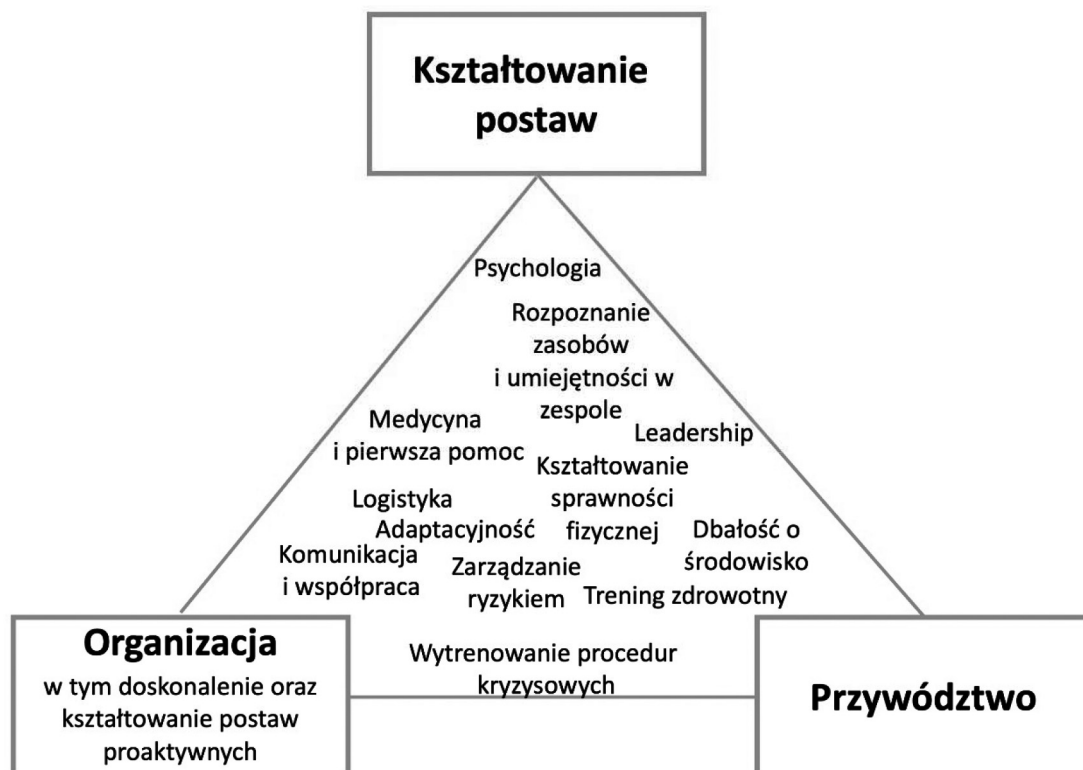 Kształtowanie
postaw
Psychologia
Rozpoznanie
zasobów
i umiejętności w
zespole
Medycyna
i pierwsza pomoc
Leadership
Kształtowanie
sprawności
fizycznej
Logistyka
Adaptacyjność
Dbałość o
środowisko
Komunikacja
i współpraca
Zarządzanie
ryzykiem
Trening zdrowotny
Wytrenowanie procedur
kryzysowych
Organizacja
w tym doskonalenie oraz
kształtowanie postaw
proaktywnych
Przywództwo